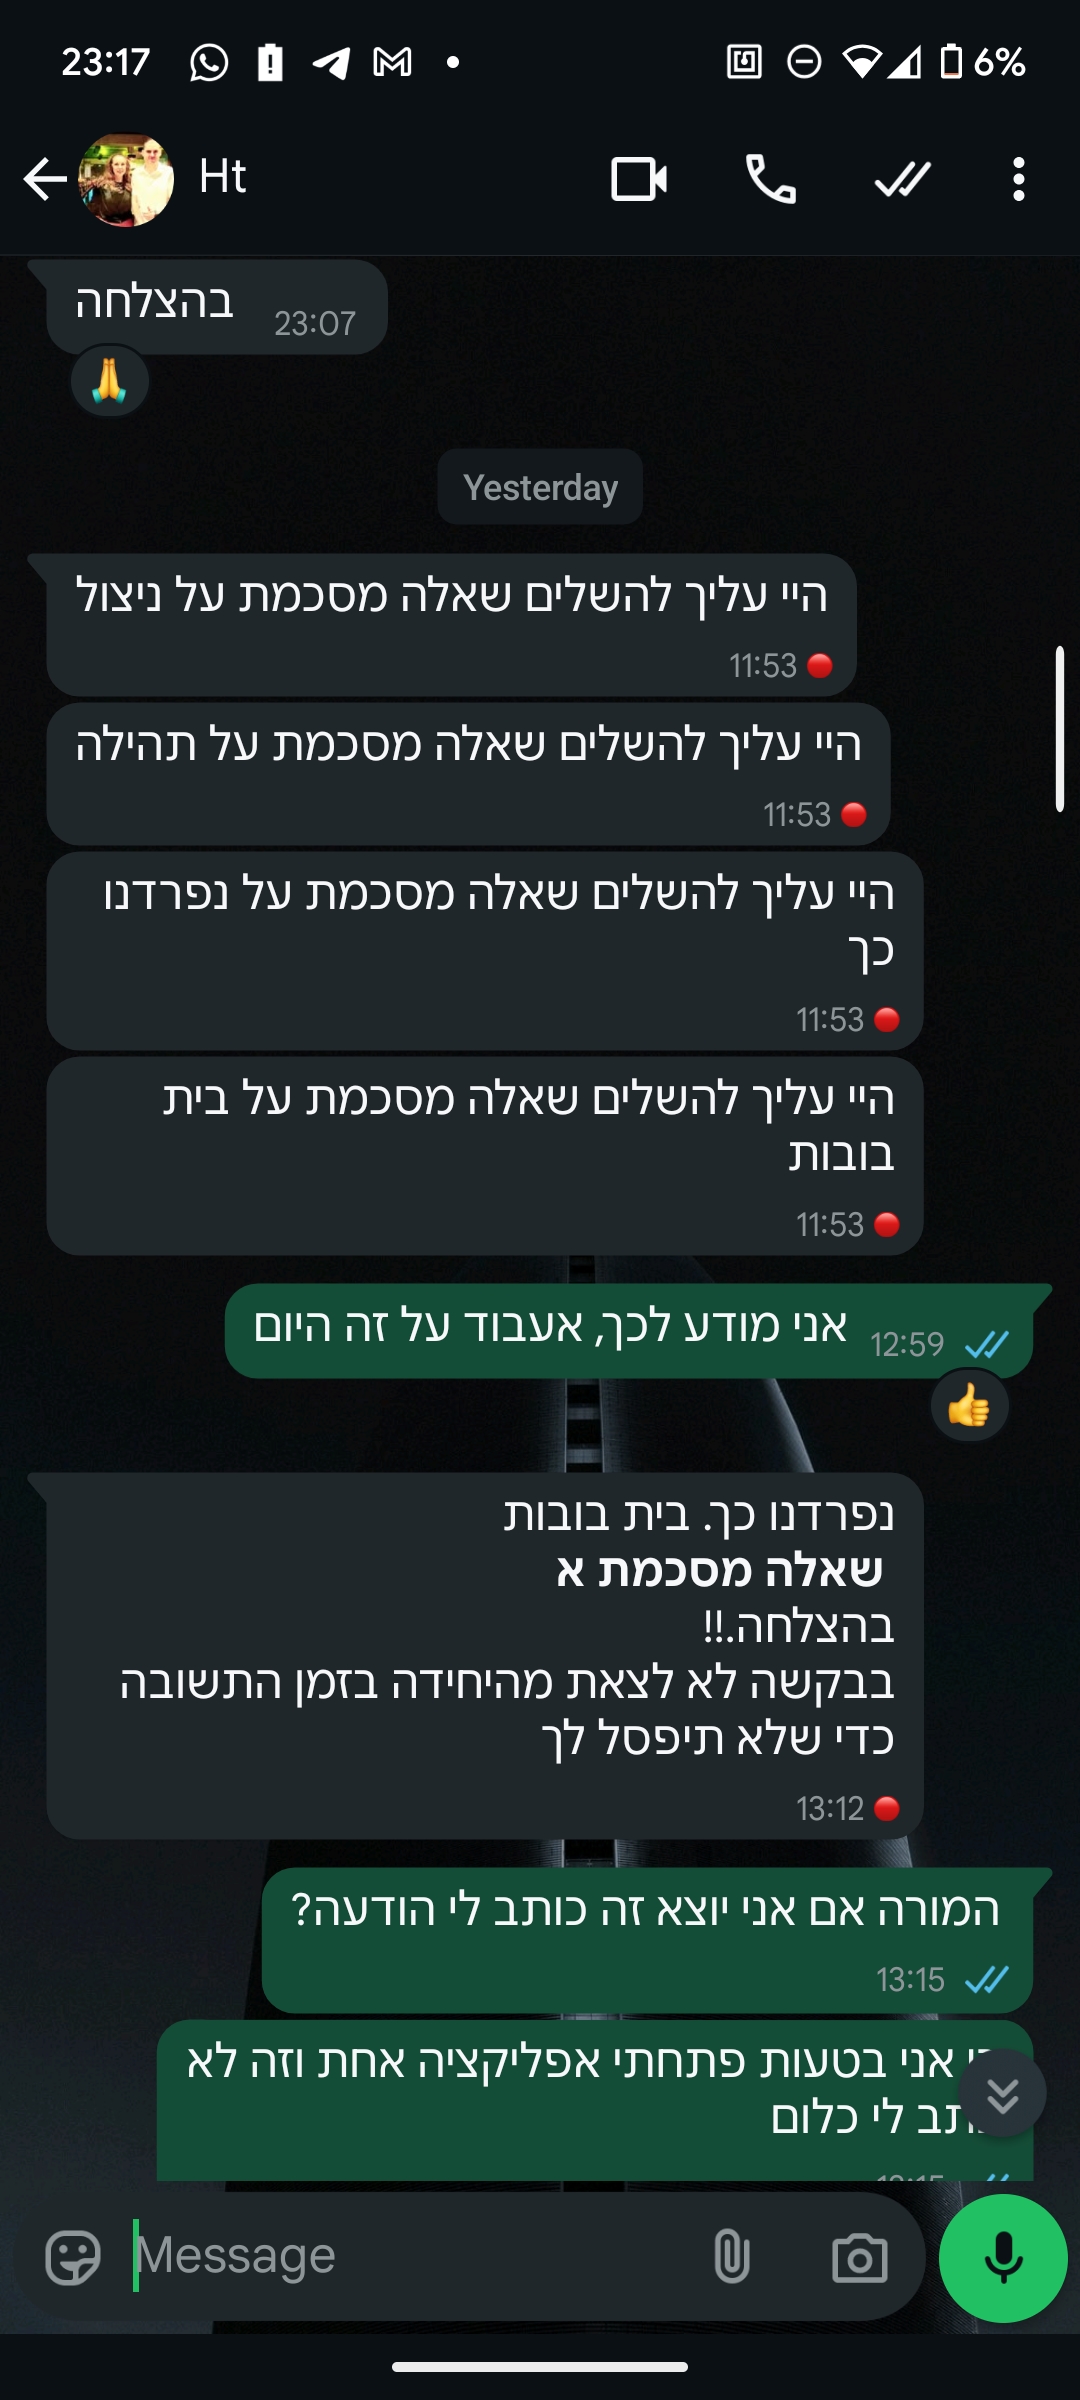 23:17
6%
Ht
בהצלחה
23:07
Yesterday
היי עליך להשלים שאלה מסכמת על ניצול
11:53
היי עליך להשלים שאלה מסכמת על תהילה
11:53
היי עליך להשלים שאלה מסכמת על נפרדנו
כך
11:53
היי עליך להשלים שאלה מסכמת על בית
בובות
11:53
אני מודע לכך, אעבוד על זה היום
12:59
נפרדנו כך. בית בובות
שאלה מסכמת א
בהצלחה.!!
בבקשה לא לצאת מהיחידה בזמן התשובה
כדי שלא תיפסל לך
13:12
המורה אם אני יוצא זה כותב לי הודעה?
13:15
אני בטעות פתחתי אפליקציה אחת וזה לא
לי כלום
Message